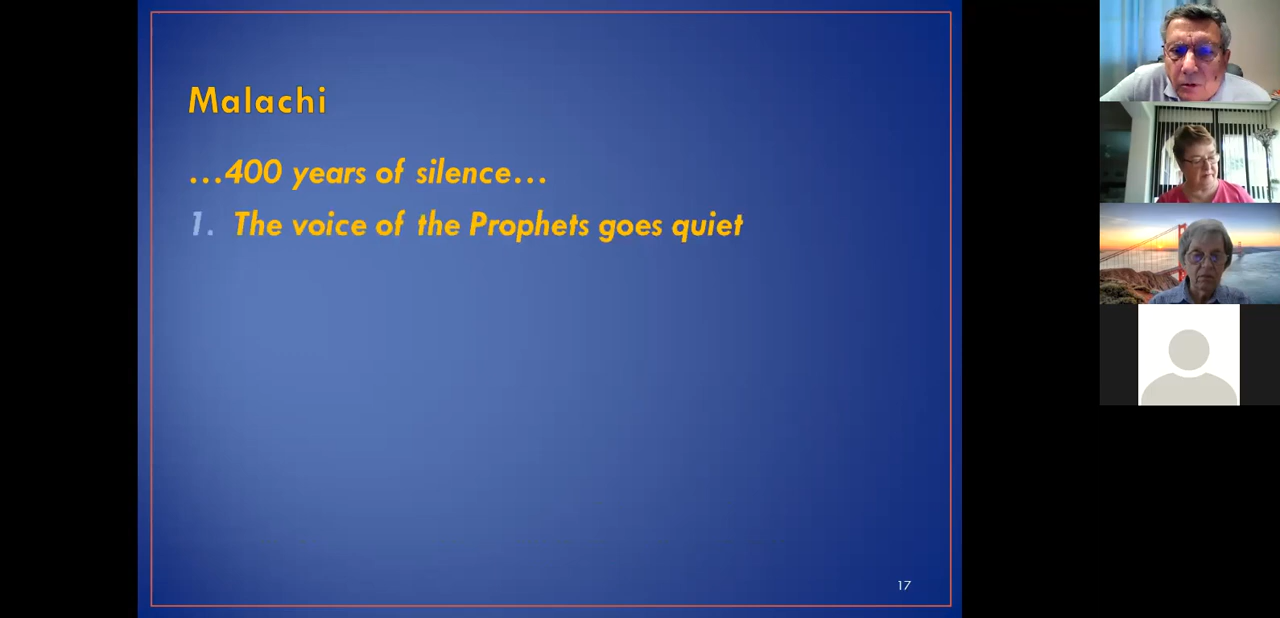 Malachi
…400 years of silence…
1. The voice of the Prophets goes quiet
17